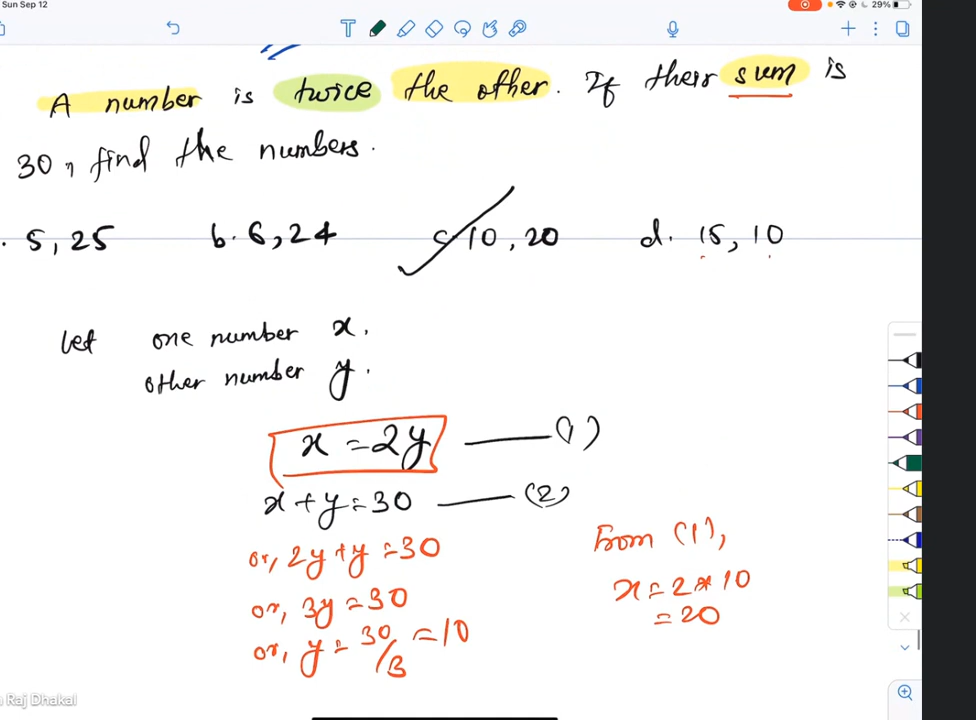 Sun Sep 12
29%
A number is twice the other. If their sum is
30, find the numbers.
. 5, 25 b. 6, 24 c 10, 20 d. 15, 10
Let one number x.
other number y.
x = 2y (1)
x + y = 30 (2)
or, 2y + y = 30
or, 3y = 30
or, y = 30/3 = 10
From (1),
x = 2 * 10
= 20
Raj Dhakal